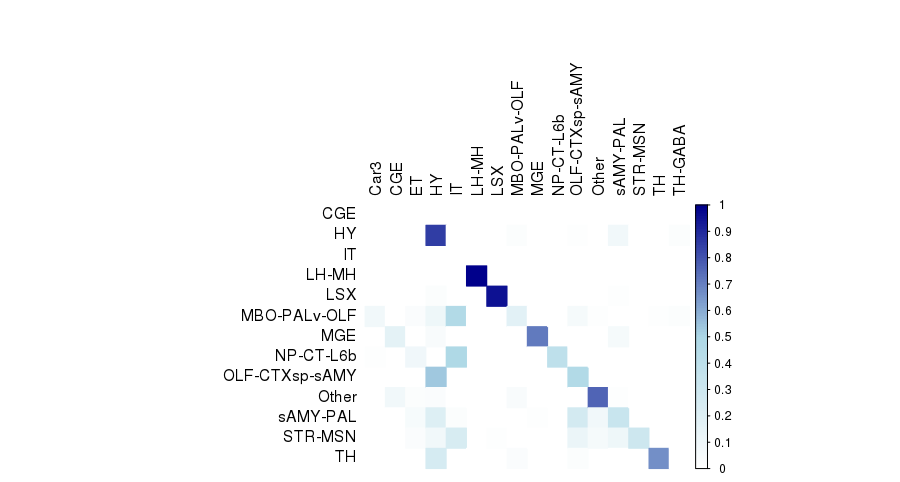 Car3
CGE
ET
HY
IT
LH-MH
LSX
MBO-PALv-OLF
MGE
NP-CT-L6b
OLF-CTXsp-sAMY
Other
sAMY-PAL
STR-MSN
TH
TH-GABA
CGE
HY
IT
LH-MH
LSX
MBO-PALv-OLF
MGE
NP-CT-L6b
OLF-CTXsp-sAMY
Other
sAMY-PAL
STR-MSN
TH
1
0.9
0.8
0.7
0.6
0.5
0.4
0.3
0.2
0.1
0